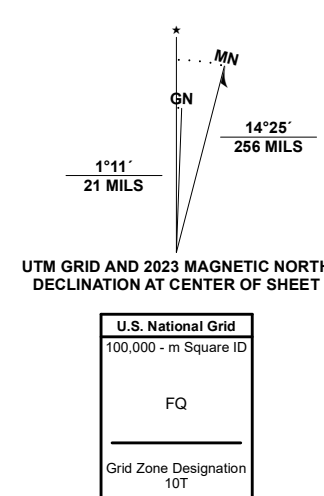 ★
MN
GN
14°25´
256 MILS
1°11´
21 MILS
UTM GRID AND 2023 MAGNETIC NORTH
DECLINATION AT CENTER OF SHEET
U.S. National Grid
100,000 - m Square ID
FQ
Grid Zone Designation
10T